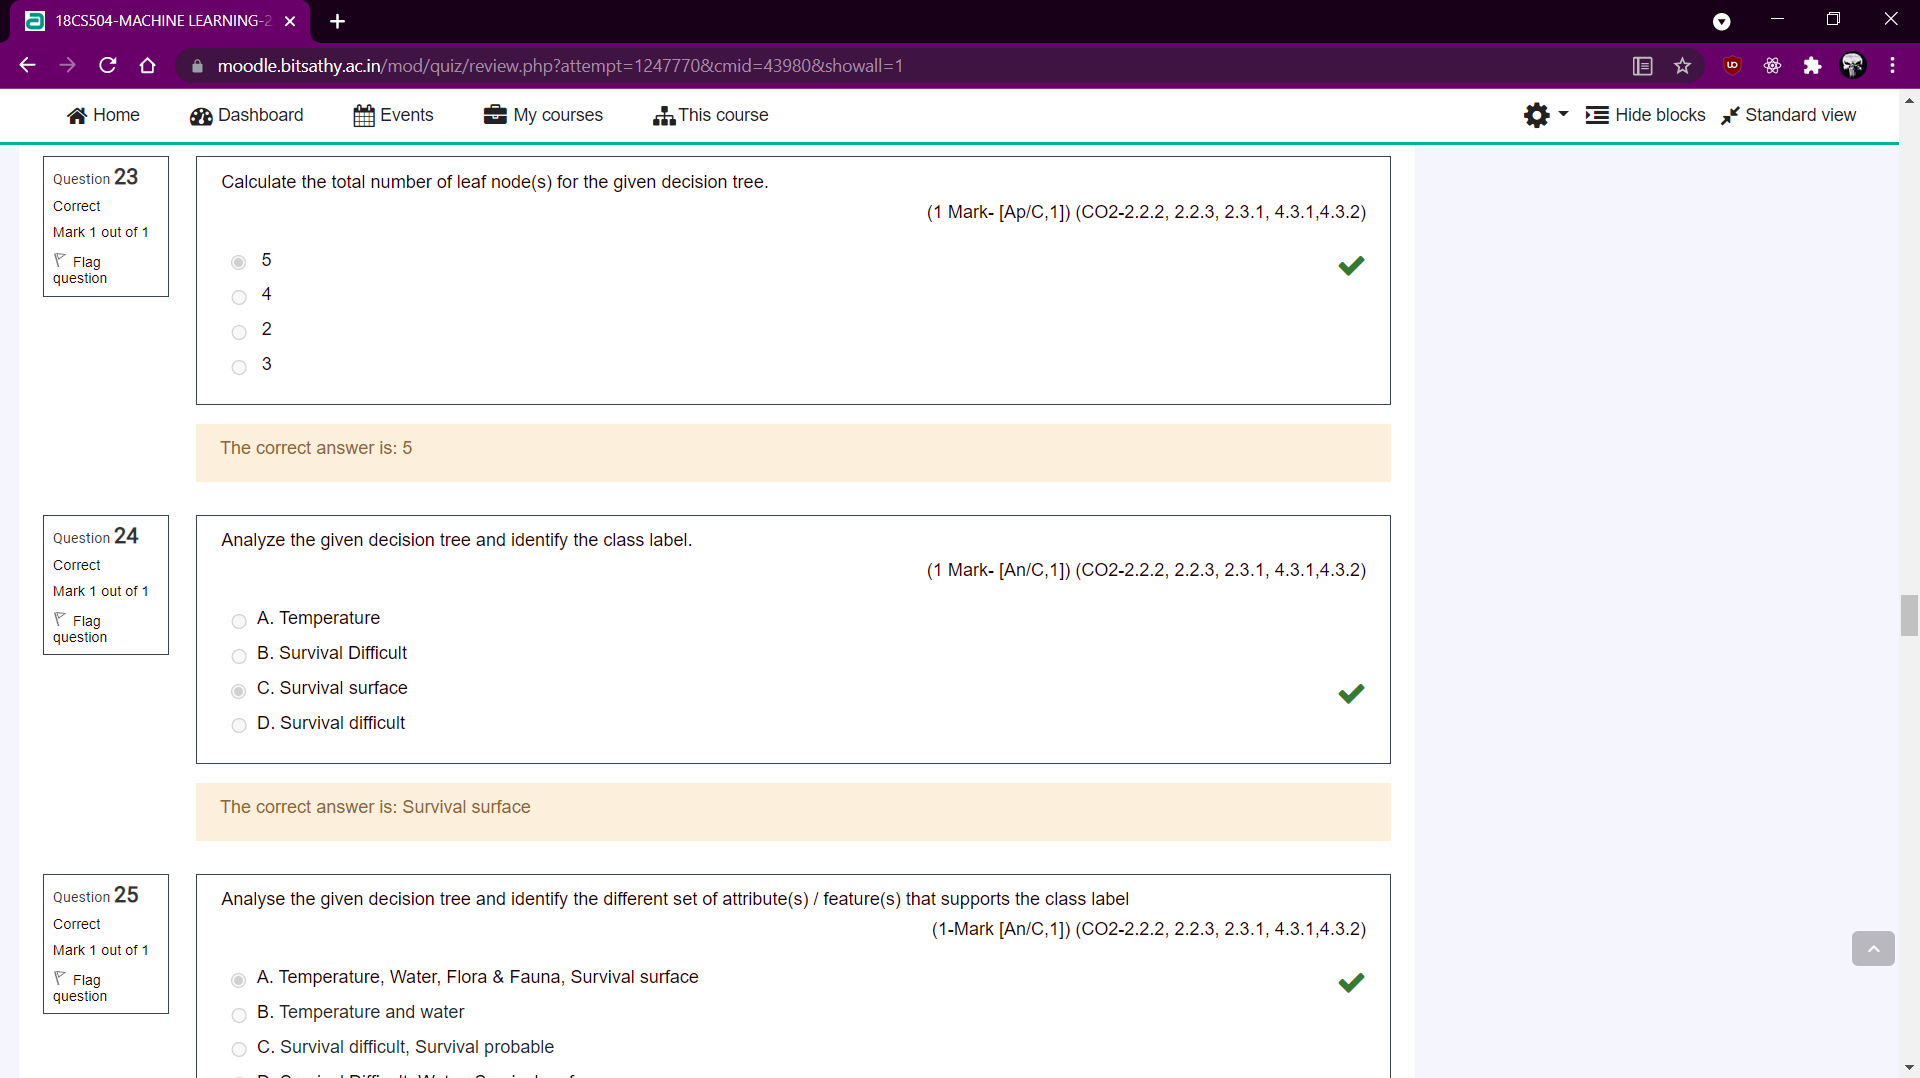 18CS504-MACHINE LEARNING-2
moodle.bitsathy.ac.in/mod/quiz/review.php?attempt=1247770&cmid=43980&showall=1
Home Dashboard Events My courses This course Hide blocks Standard view
Question 23
Correct
Mark 1 out of 1
Flag question
Calculate the total number of leaf node(s) for the given decision tree.
(1 Mark- [Ap/C,1]) (CO2-2.2.2, 2.2.3, 2.3.1, 4.3.1,4.3.2)
5
4
2
3
The correct answer is: 5
Question 24
Correct
Mark 1 out of 1
Flag question
Analyze the given decision tree and identify the class label.
(1 Mark- [An/C,1]) (CO2-2.2.2, 2.2.3, 2.3.1, 4.3.1,4.3.2)
A. Temperature
B. Survival Difficult
C. Survival surface
D. Survival difficult
The correct answer is: Survival surface
Question 25
Correct
Mark 1 out of 1
Flag question
Analyse the given decision tree and identify the different set of attribute(s) / feature(s) that supports the class label
(1-Mark [An/C,1]) (CO2-2.2.2, 2.2.3, 2.3.1, 4.3.1,4.3.2)
A. Temperature, Water, Flora & Fauna, Survival surface
B. Temperature and water
C. Survival difficult, Survival probable